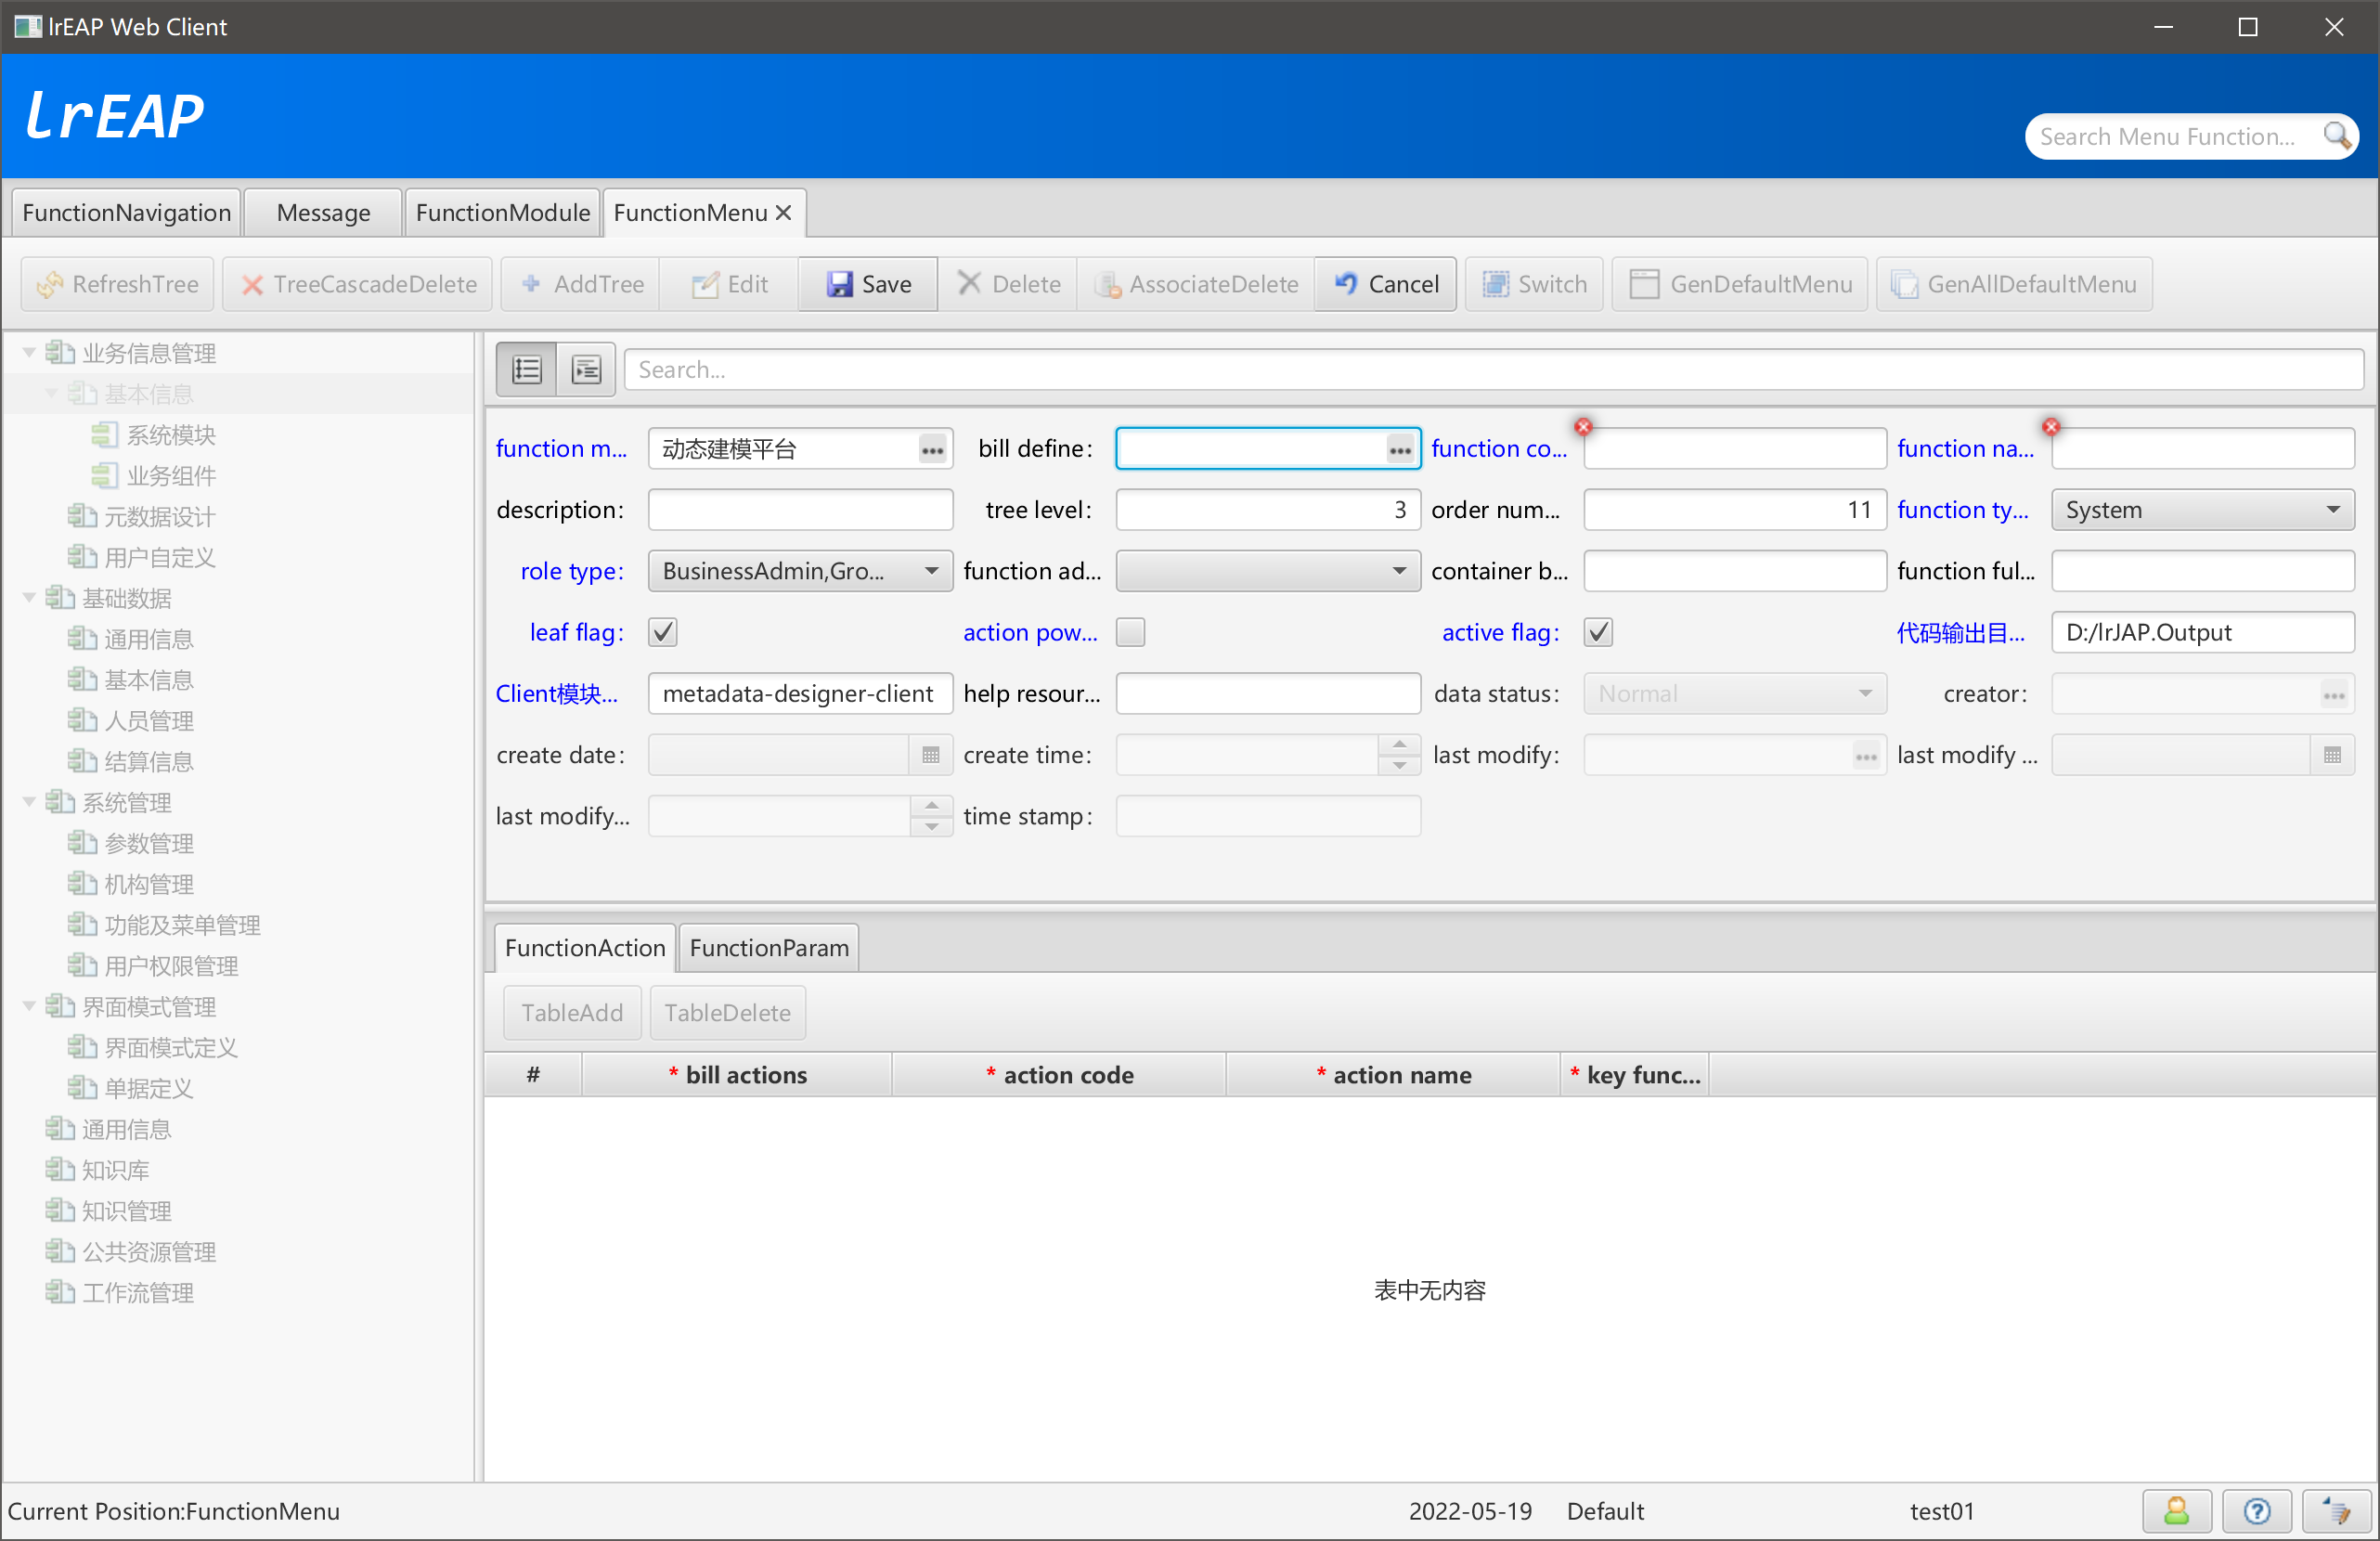 lrEAP Web Client
lrEAP
Search Menu Function...
FunctionNavigation Message FunctionModule FunctionMenu
RefreshTree TreeCascadeDelete AddTree Edit Save Delete AssociateDelete Cancel Switch GenDefaultMenu GenAllDefaultMenu
业务信息管理
基本信息
系统模块
业务组件
元数据设计
用户自定义
基础数据
通用信息
基本信息
人员管理
结算信息
系统管理
参数管理
机构管理
功能及菜单管理
用户权限管理
界面模式管理
界面模式定义
单据定义
通用信息
知识库
知识管理
公共资源管理
工作流管理
Search...
function m... 动态建模平台 bill define: function co... function na...
description: tree level: 3 order num... 11 function ty... System
role type: BusinessAdmin,Gro... function ad... container b... function ful...
leaf flag: action pow... active flag: 代码输出目... D:/lrJAP.Output
Client模块... metadata-designer-client help resour... data status: Normal creator:
create date: create time: last modify: last modify ...
last modify... time stamp:
FunctionAction FunctionParam
TableAdd TableDelete
# * bill actions * action code * action name * key func...
表中无内容
Current Position:FunctionMenu 2022-05-19 Default test01